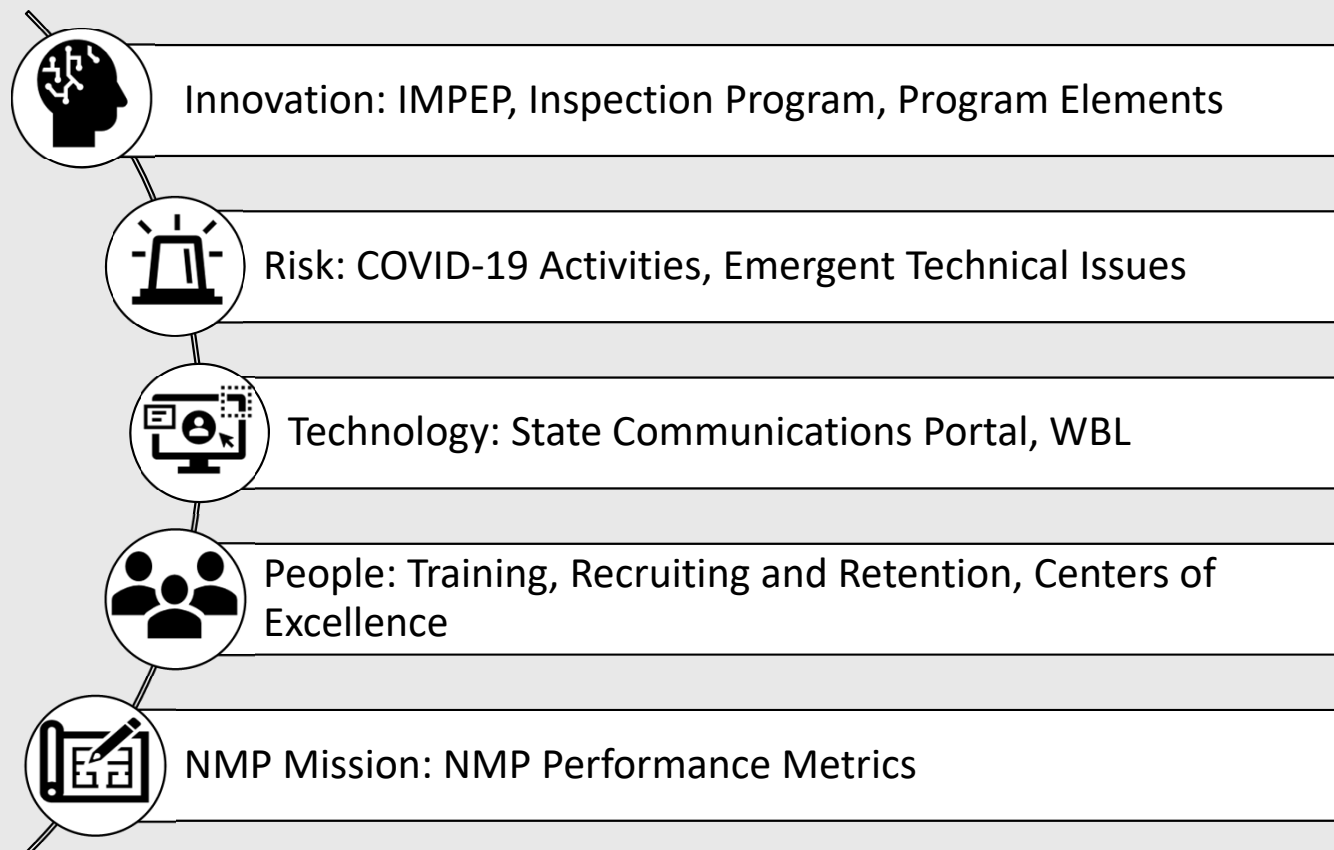 Innovation: IMPEP, Inspection Program, Program Elements
Risk: COVID-19 Activities, Emergent Technical Issues
Technology: State Communications Portal, WBL
People: Training, Recruiting and Retention, Centers of
Excellence
NMP Mission: NMP Performance Metrics